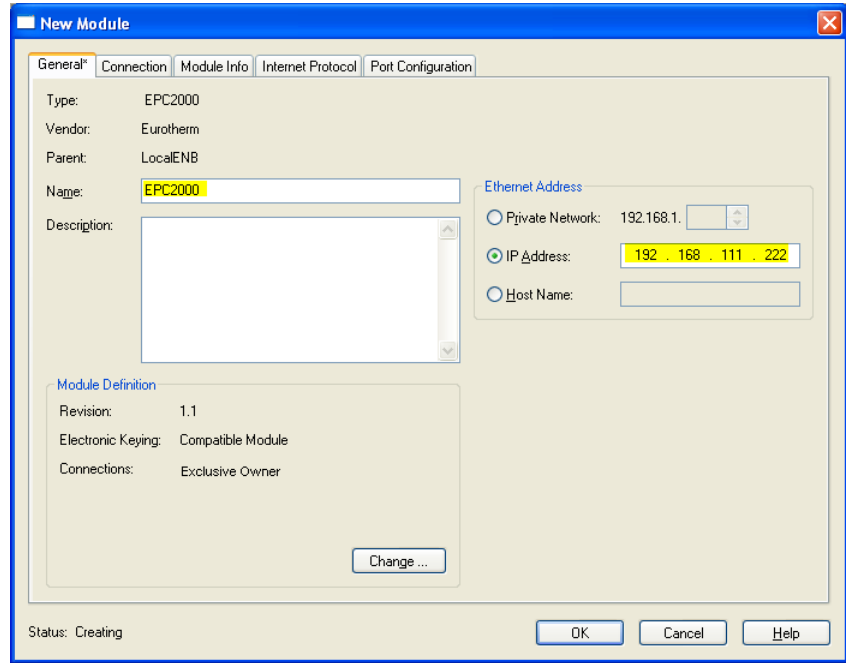 New Module
General* Connection Module Info Internet Protocol Port Configuration
Type: EPC2000
Vendor: Eurotherm
Parent: LocalENB
Name: EPC2000
Description:
Ethernet Address
Private Network: 192.168.1.
IP Address: 192 . 168 . 111 . 222
Host Name:
Module Definition
Revision: 1.1
Electronic Keying: Compatible Module
Connections: Exclusive Owner
Change ...
Status: Creating
OK Cancel Help